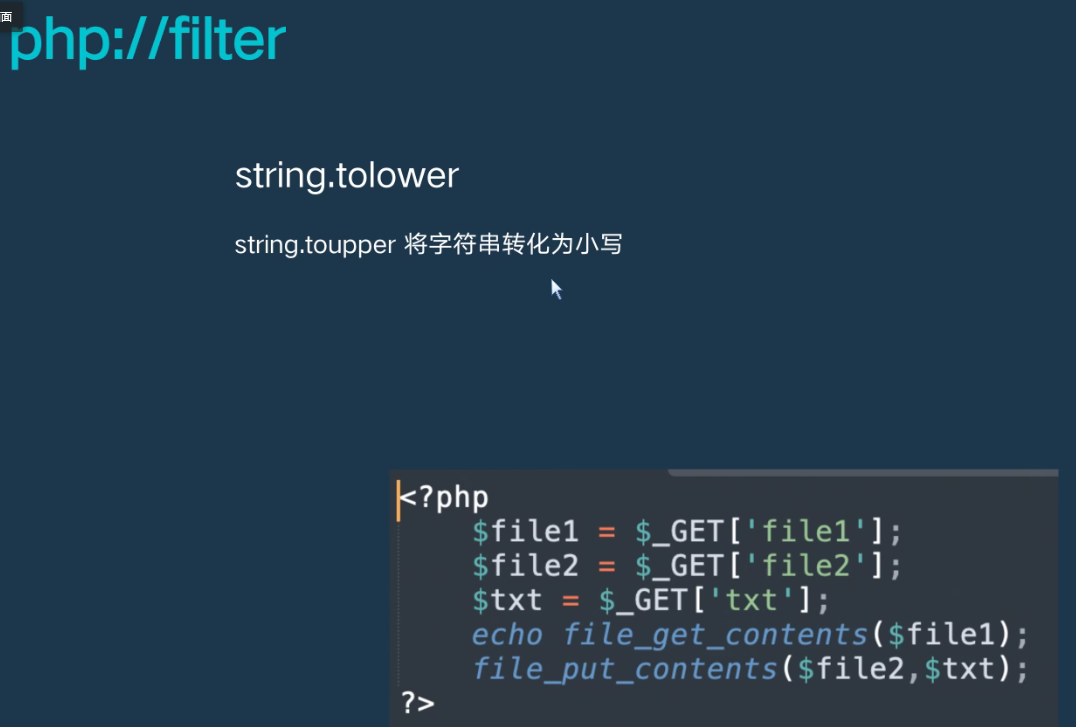 面
php://filter
string.tolower
string.toupper 将字符串转化为小写
<?php
$file1 = $_GET['file1'];
$file2 = $_GET['file2'];
$txt = $_GET['txt'];
echo file_get_contents($file1);
file_put_contents($file2,$txt);
?>